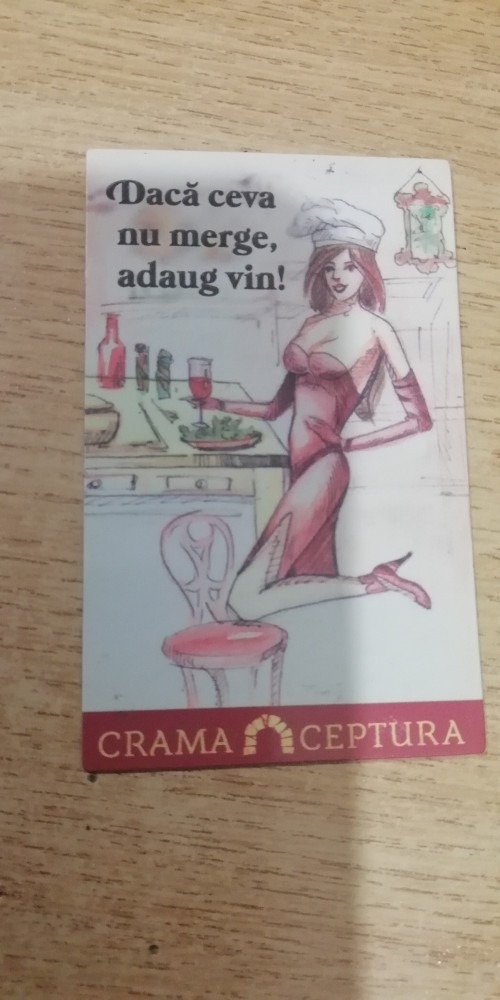 Dacă ceva
nu merge,
adaug vin!
CRAMA CEPTURA